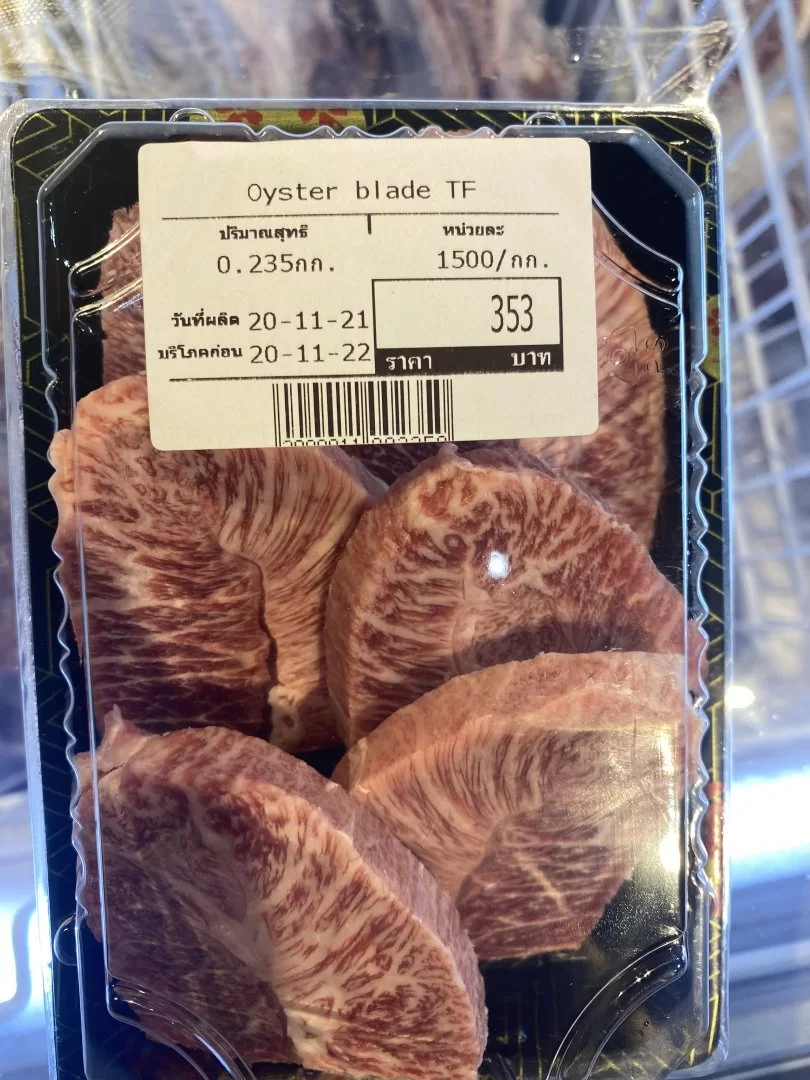 Oyster blade TF
ปริมาณสุทธิ หน่วยละ
0.235กก. 1500/กก.
353
วันที่ผลิต 20-11-21
บริโภคก่อน 20-11-22
ราคา บาท